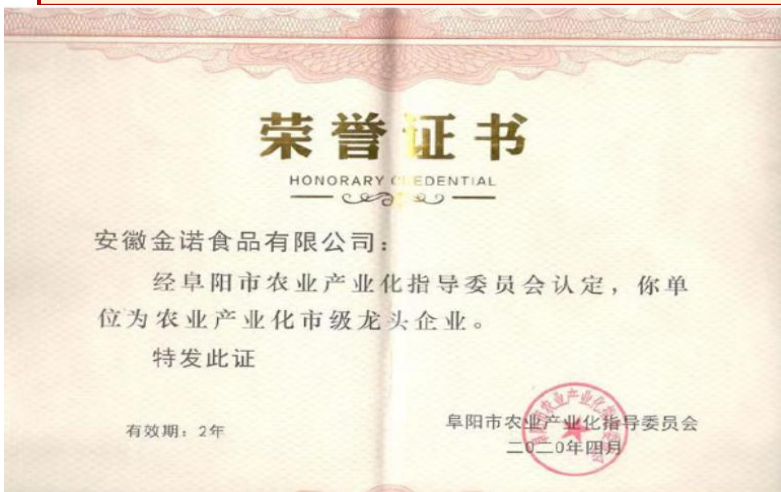 荣誉证书
HONORARY CREDENTIAL
安徽金诺食品有限公司：
经阜阳市农业产业化指导委员会认定，你单
位为农业产业化市级龙头企业。
特发此证
有效期：2年
阜阳市农业产业化指导委员会
二〇二〇年四月